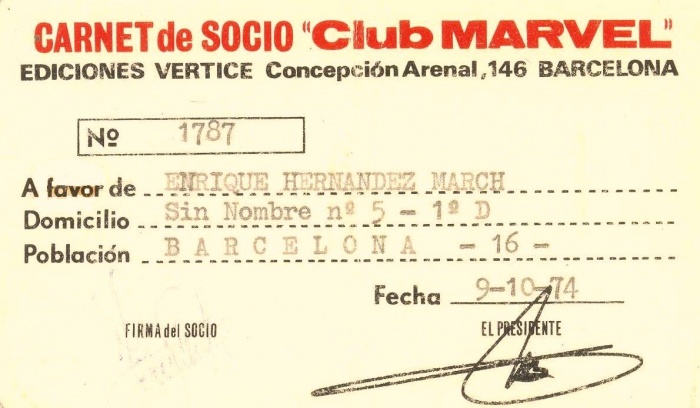 CARNET de SOCIO "Club MARVEL"
EDICIONES VERTICE Concepción Arenal, 146 BARCELONA
Nº 1787
A favor de ENRIQUE HERNANDEZ MARCH
Domicilio Sin Nombre nº 5 - 1º D
Población BARCELONA - 16 -
Fecha 9-10-74
FIRMA del SOCIO EL PRESIDENTE